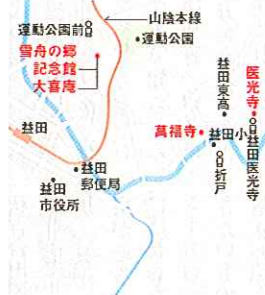 山陰本線
運動公園前
運動公園
雪舟の郷
記念館
大喜庵
益田東高
医光寺
萬福寺
益田小
益田医光寺
折戸
益田
益田
郵便局
益田
市役所